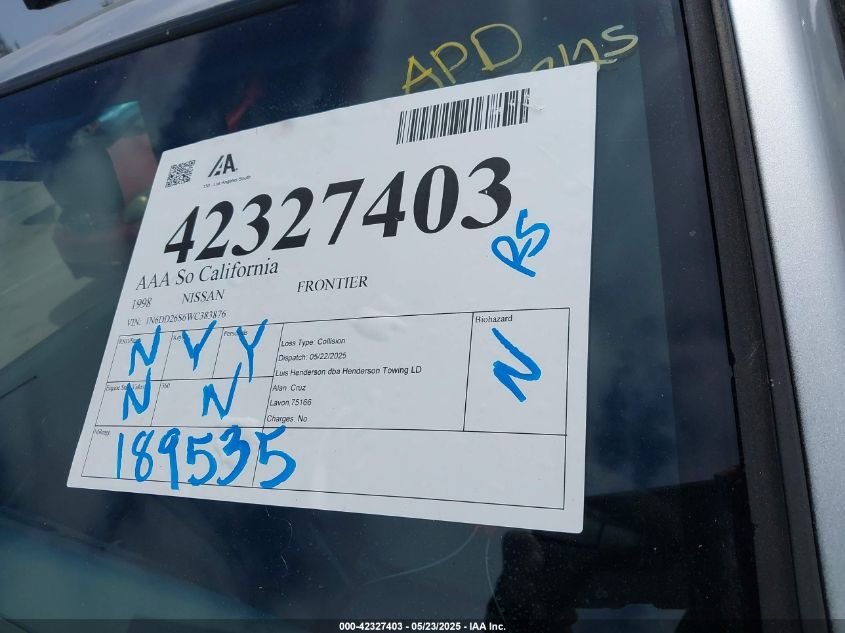 APD
IAA
42327403
RS
AAA So California
1998 NISSAN FRONTIER
VIN: 1N6DD26S6WC383876
N Y Y
Loss Type: Collision
Biohazard
Dispatch: 05/22/2025
Luis Henderson dba Henderson Towing LD
N N
360
Alan Cruz
N
Lavon,75166
Charges: No
189535
000-42327403 - 05/23/2025 - IAA Inc.